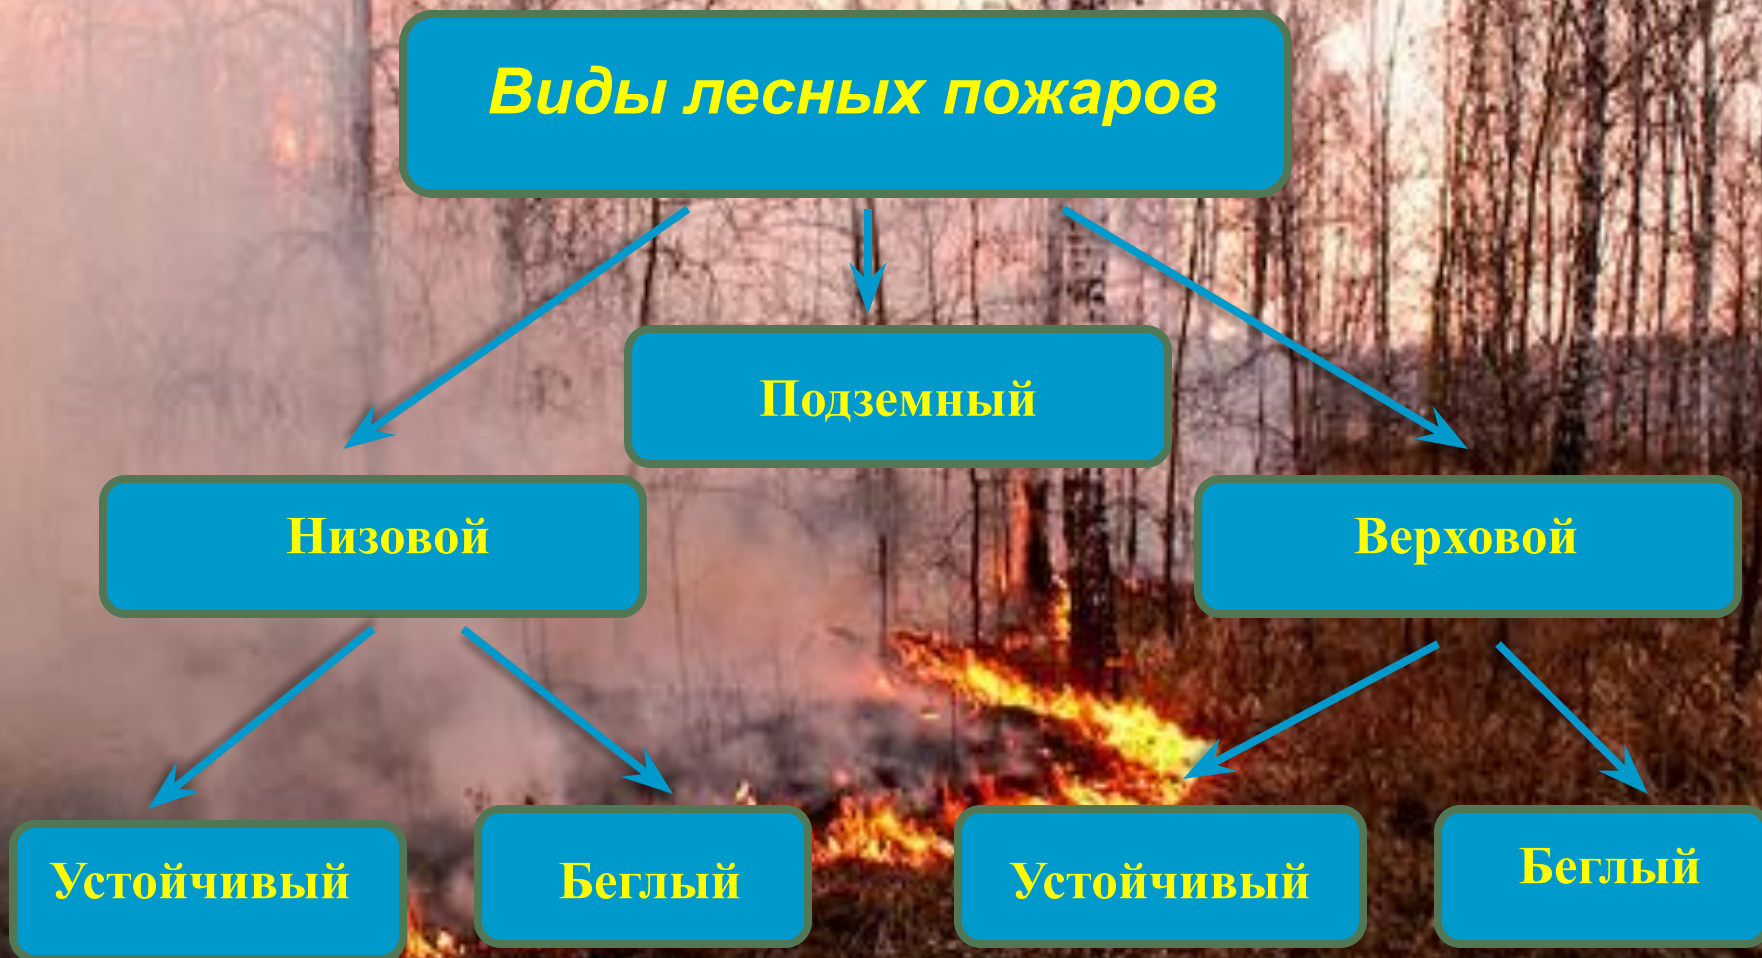 Виды лесных пожаров
Подземный
Низовой
Верховой
Устойчивый
Беглый
Устойчивый
Беглый